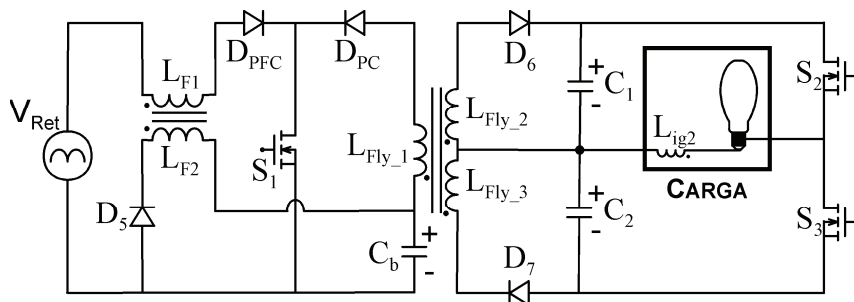 V_Ret
L_F1
L_F2
D_5
D_PFC
D_PC
S_1
L_Fly_1
C_b
+
-
L_Fly_2
L_Fly_3
D_6
D_7
+
C_1
-
+
C_2
-
L_ig2
CARGA
S_2
S_3